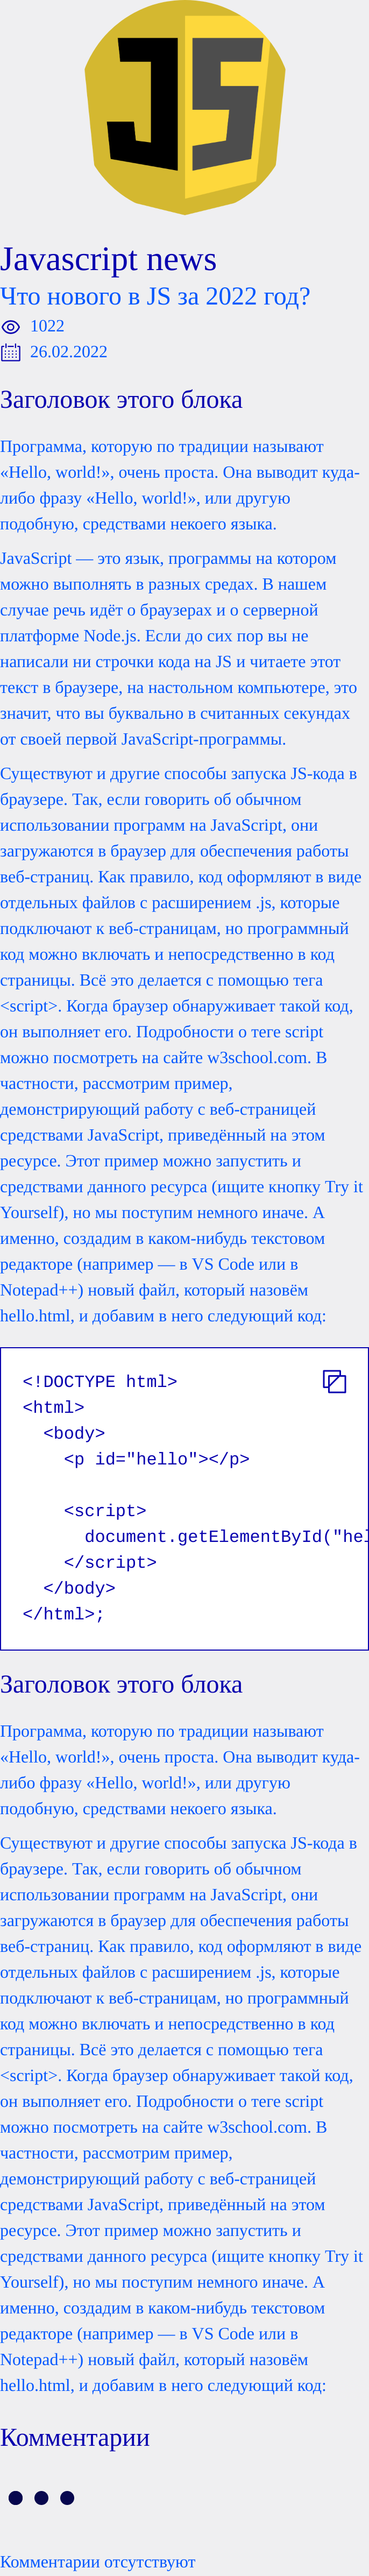 JS
Javascript news
Что нового в JS за 2022 год?
1022
26.02.2022
Заголовок этого блока
Программа, которую по традиции называют
«Hello, world!», очень проста. Она выводит куда-
либо фразу «Hello, world!», или другую
подобную, средствами некоего языка.
JavaScript — это язык, программы на котором
можно выполнять в разных средах. В нашем
случае речь идёт о браузерах и о серверной
платформе Node.js. Если до сих пор вы не
написали ни строчки кода на JS и читаете этот
текст в браузере, на настольном компьютере, это
значит, что вы буквально в считанных секундах
от своей первой JavaScript-программы.
Существуют и другие способы запуска JS-кода в
браузере. Так, если говорить об обычном
использовании программ на JavaScript, они
загружаются в браузер для обеспечения работы
веб-страниц. Как правило, код оформляют в виде
отдельных файлов с расширением .js, которые
подключают к веб-страницам, но программный
код можно включать и непосредственно в код
страницы. Всё это делается с помощью тега
<script>. Когда браузер обнаруживает такой код,
он выполняет его. Подробности о теге script
можно посмотреть на сайте w3school.com. В
частности, рассмотрим пример,
демонстрирующий работу с веб-страницей
средствами JavaScript, приведённый на этом
ресурсе. Этот пример можно запустить и
средствами данного ресурса (ищите кнопку Try it
Yourself), но мы поступим немного иначе. А
именно, создадим в каком-нибудь текстовом
редакторе (например — в VS Code или в
Notepad++) новый файл, который назовём
hello.html, и добавим в него следующий код:
<!DOCTYPE html>
<html>
  <body>
    <p id="hello"></p>

    <script>
      document.getElementById("hel
    </script>
  </body>
</html>;
Заголовок этого блока
Программа, которую по традиции называют
«Hello, world!», очень проста. Она выводит куда-
либо фразу «Hello, world!», или другую
подобную, средствами некоего языка.
Существуют и другие способы запуска JS-кода в
браузере. Так, если говорить об обычном
использовании программ на JavaScript, они
загружаются в браузер для обеспечения работы
веб-страниц. Как правило, код оформляют в виде
отдельных файлов с расширением .js, которые
подключают к веб-страницам, но программный
код можно включать и непосредственно в код
страницы. Всё это делается с помощью тега
<script>. Когда браузер обнаруживает такой код,
он выполняет его. Подробности о теге script
можно посмотреть на сайте w3school.com. В
частности, рассмотрим пример,
демонстрирующий работу с веб-страницей
средствами JavaScript, приведённый на этом
ресурсе. Этот пример можно запустить и
средствами данного ресурса (ищите кнопку Try it
Yourself), но мы поступим немного иначе. А
именно, создадим в каком-нибудь текстовом
редакторе (например — в VS Code или в
Notepad++) новый файл, который назовём
hello.html, и добавим в него следующий код:
Комментарии
Комментарии отсутствуют